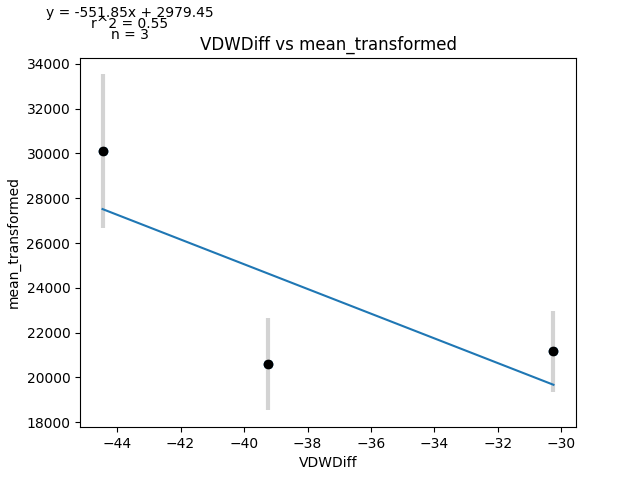 y = -551.85x + 2979.45
r^2 = 0.55
n = 3
VDWDiff vs mean_transformed
34000
32000
30000
28000
26000
24000
22000
20000
18000
mean_transformed
−44
−42
−40
−38
−36
−34
−32
−30
VDWDiff